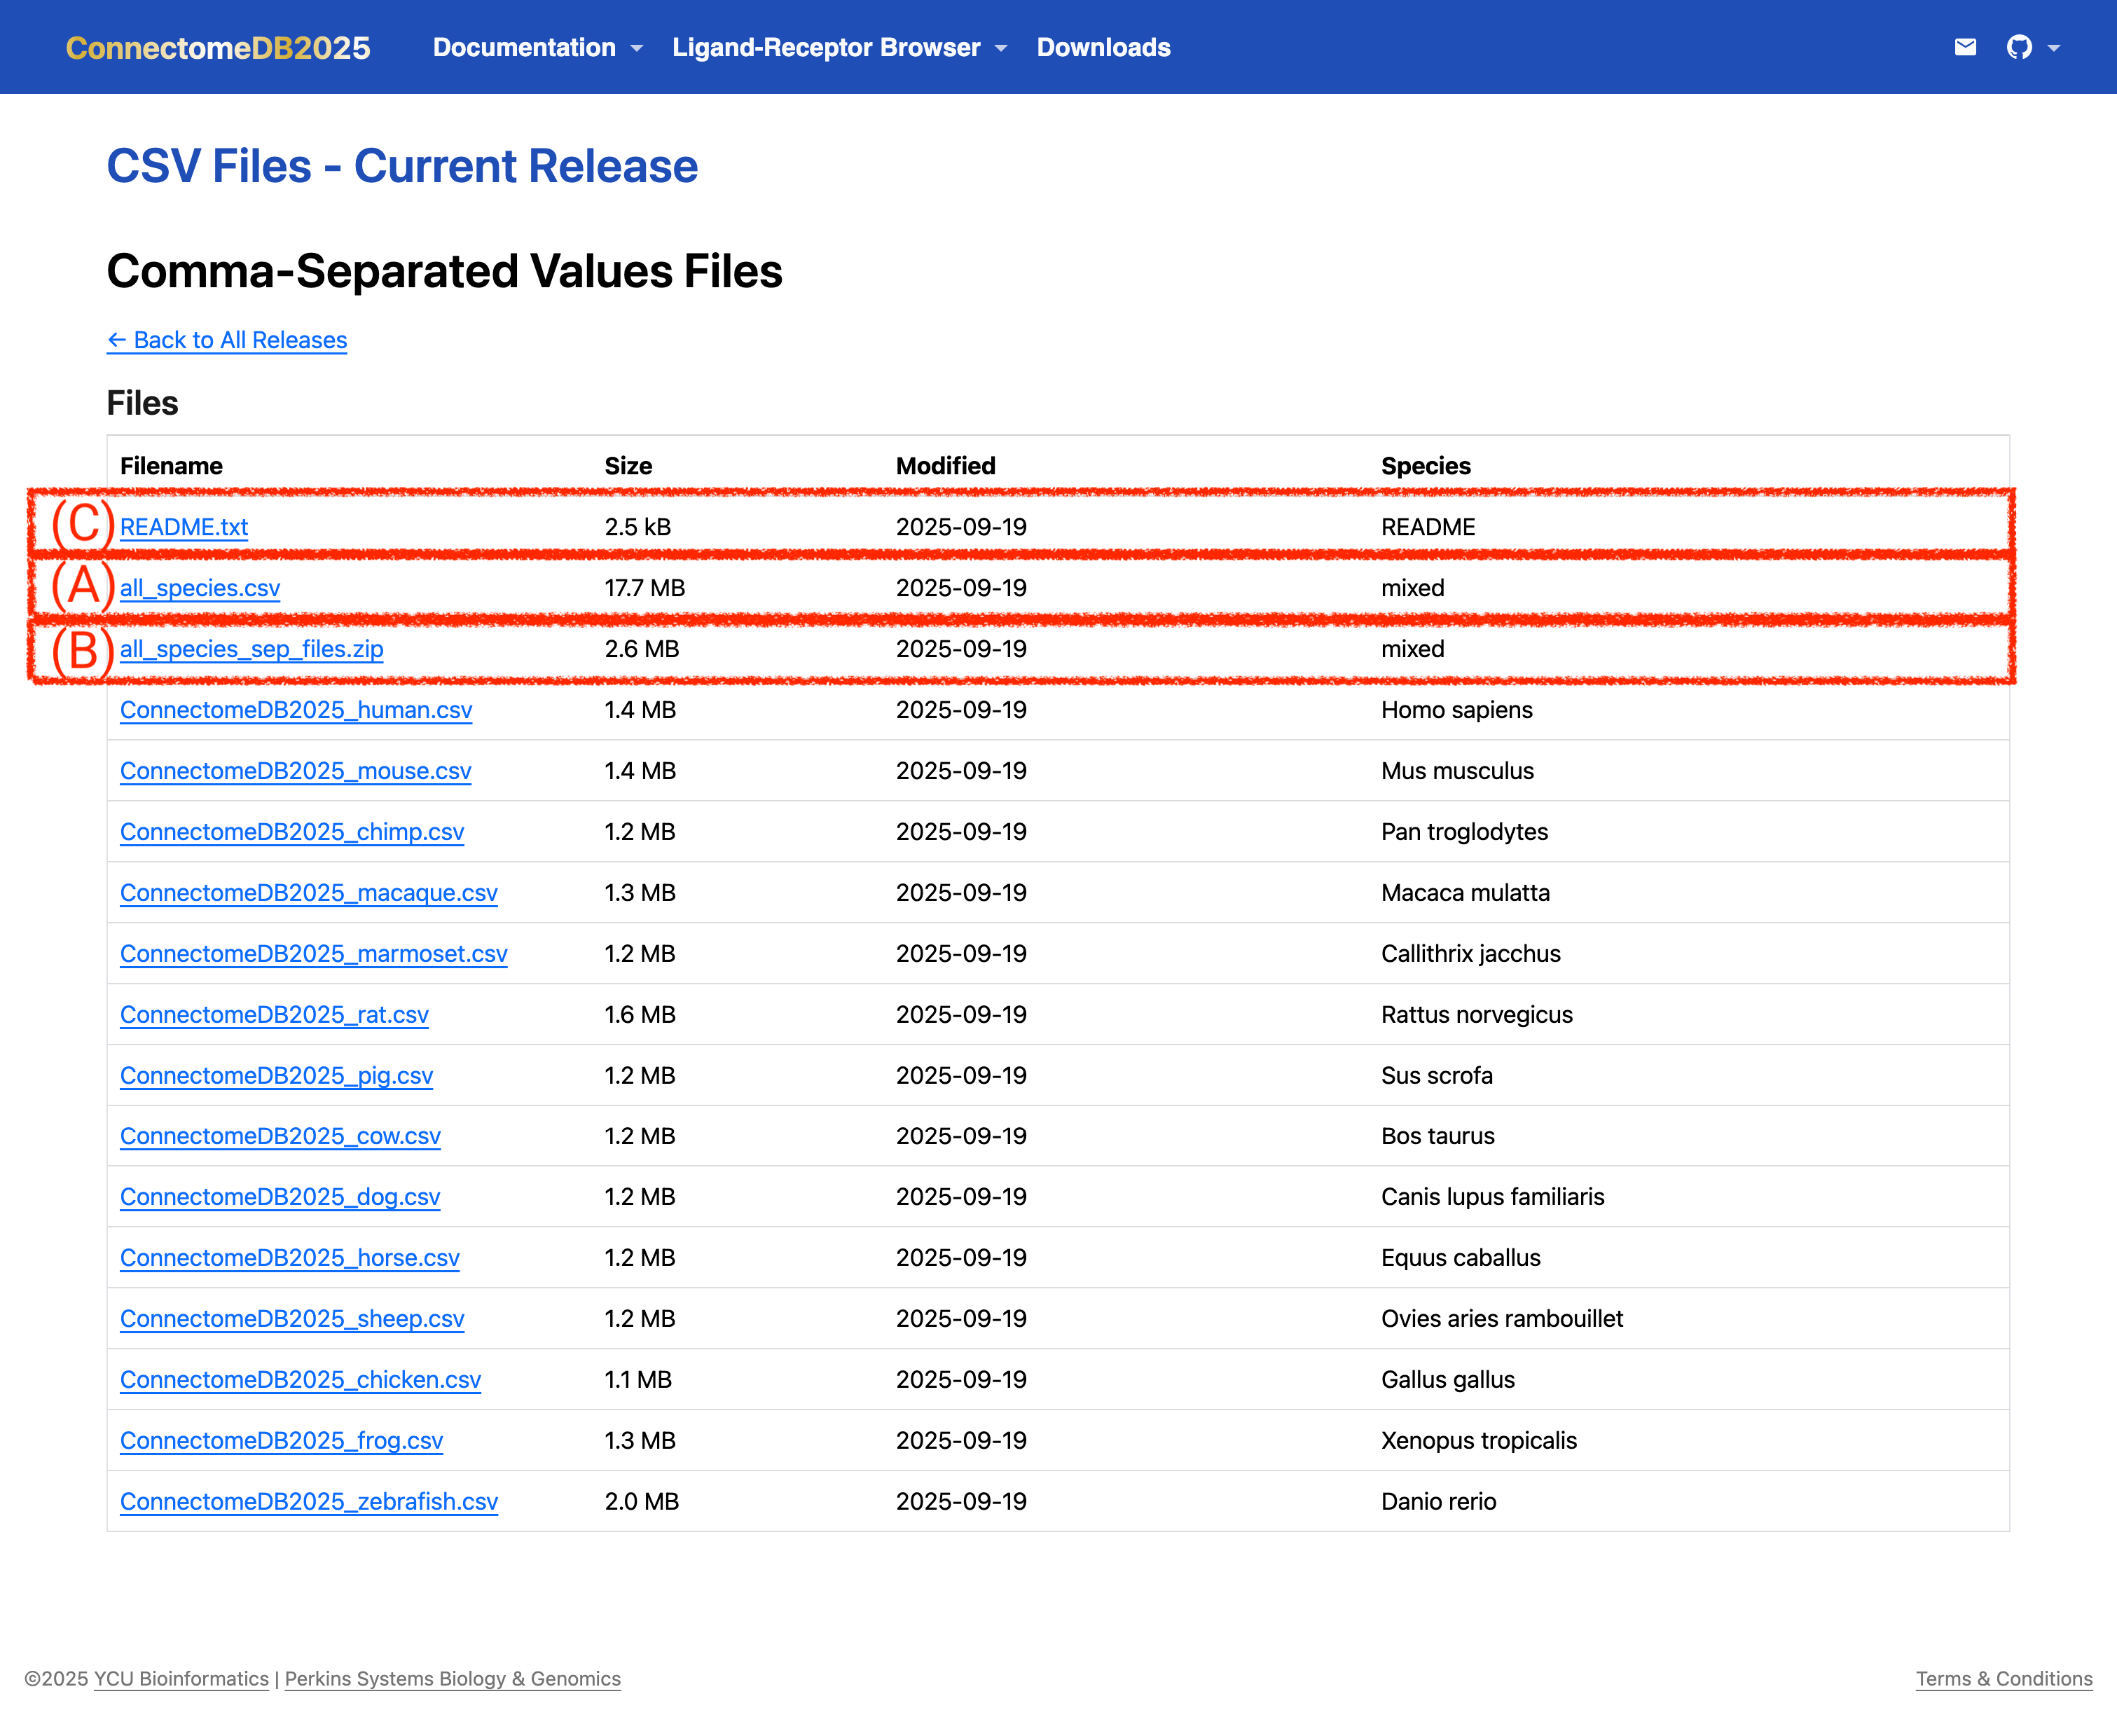 ConnectomeDB2025 Documentation Ligand-Receptor Browser Downloads
CSV Files - Current Release
Comma-Separated Values Files
← Back to All Releases
Files
Filename Size Modified Species
(C) README.txt 2.5 kB 2025-09-19 README
(A) all_species.csv 17.7 MB 2025-09-19 mixed
(B) all_species_sep_files.zip 2.6 MB 2025-09-19 mixed
ConnectomeDB2025_human.csv 1.4 MB 2025-09-19 Homo sapiens
ConnectomeDB2025_mouse.csv 1.4 MB 2025-09-19 Mus musculus
ConnectomeDB2025_chimp.csv 1.2 MB 2025-09-19 Pan troglodytes
ConnectomeDB2025_macaque.csv 1.3 MB 2025-09-19 Macaca mulatta
ConnectomeDB2025_marmoset.csv 1.2 MB 2025-09-19 Callithrix jacchus
ConnectomeDB2025_rat.csv 1.6 MB 2025-09-19 Rattus norvegicus
ConnectomeDB2025_pig.csv 1.2 MB 2025-09-19 Sus scrofa
ConnectomeDB2025_cow.csv 1.2 MB 2025-09-19 Bos taurus
ConnectomeDB2025_dog.csv 1.2 MB 2025-09-19 Canis lupus familiaris
ConnectomeDB2025_horse.csv 1.2 MB 2025-09-19 Equus caballus
ConnectomeDB2025_sheep.csv 1.2 MB 2025-09-19 Ovies aries rambouillet
ConnectomeDB2025_chicken.csv 1.1 MB 2025-09-19 Gallus gallus
ConnectomeDB2025_frog.csv 1.3 MB 2025-09-19 Xenopus tropicalis
ConnectomeDB2025_zebrafish.csv 2.0 MB 2025-09-19 Danio rerio
©2025 YCU Bioinformatics | Perkins Systems Biology & Genomics Terms & Conditions